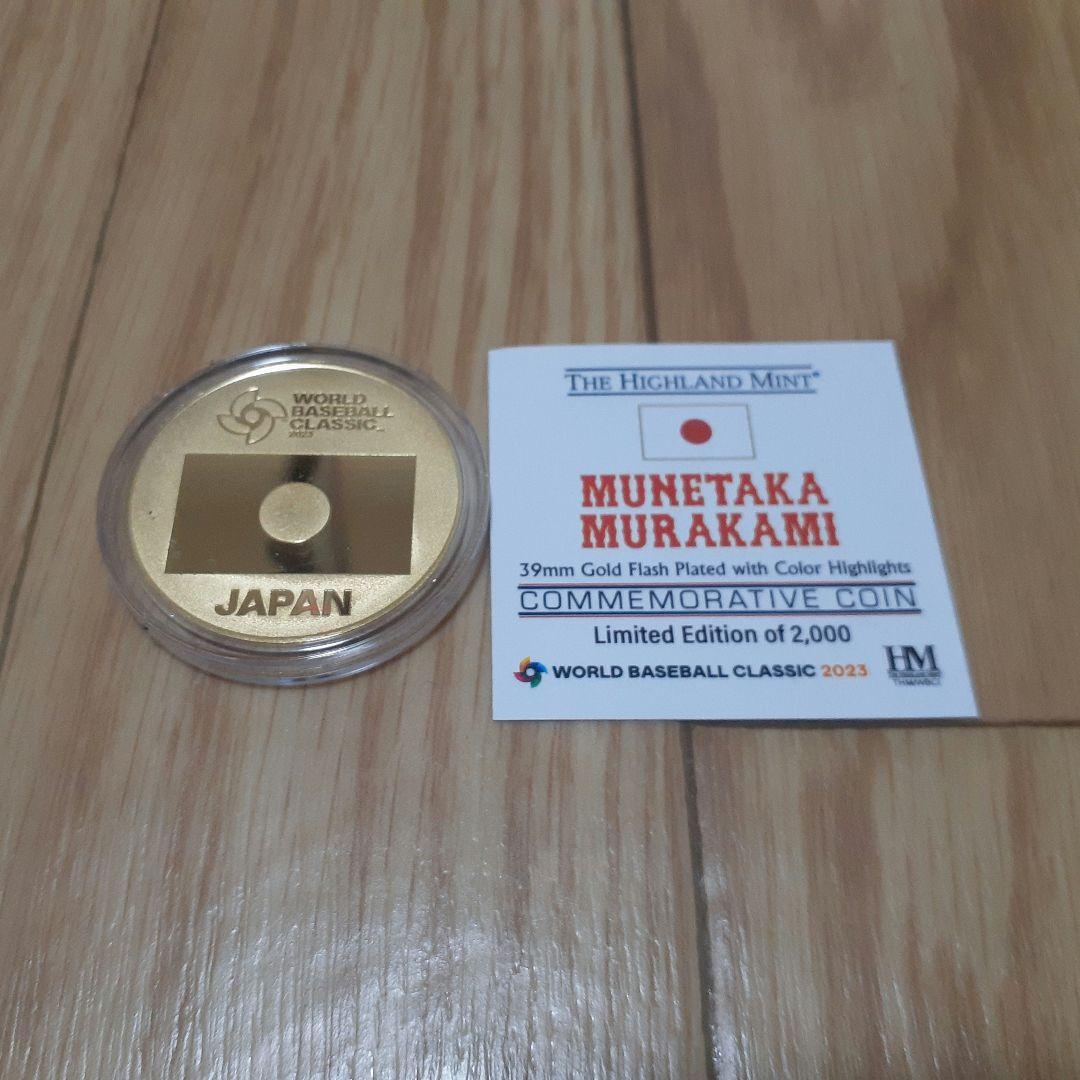 WORLD
BASEBALL
CLASSIC
2023
JAPAN
THE HIGHLAND MINT®
MUNETAKA
MURAKAMI
39mm Gold Flash Plated with Color Highlights
COMMEMORATIVE COIN
Limited Edition of 2,000
WORLD BASEBALL CLASSIC 2023
HM